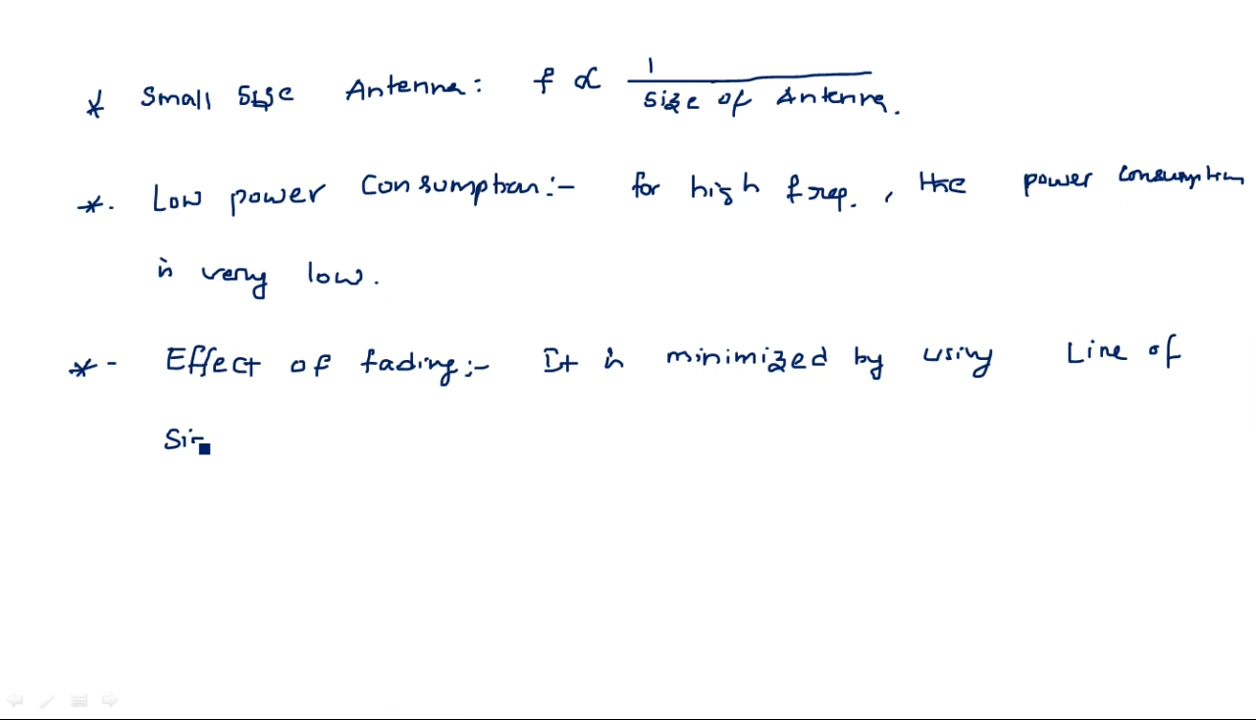 * Small Size Antenna: f ∝ 1 / Size of Antenna.
*. Low power Consumption:- for high freq., the power consumption
is very low.
*- Effect of fading:- It is minimized by using Line of
Si